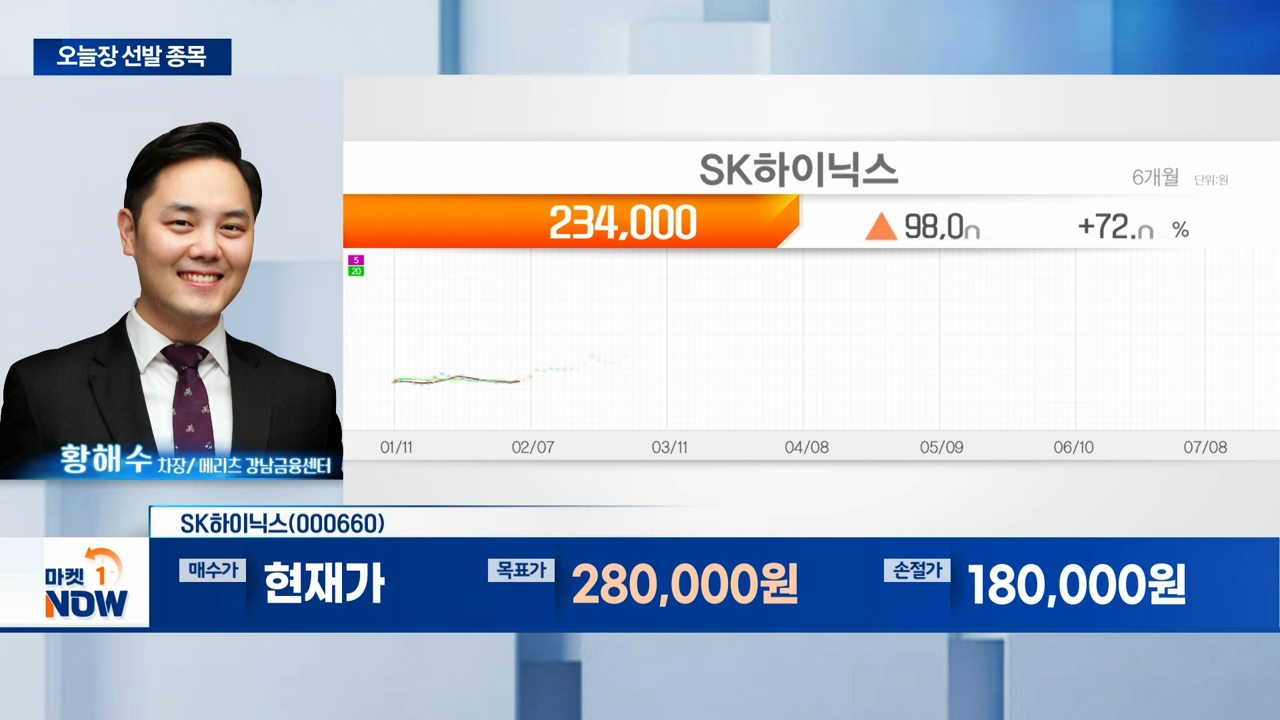 오늘장 선발 종목
SK하이닉스
6개월 단위:원
234,000 ▲ 98,0 +72. %
5
20
01/11 02/07 03/11 04/08 05/09 06/10 07/08
황해수 차장/ 메리츠 강남금융센터
SK하이닉스(000660)
마켓 1
NOW
매수가 현재가 목표가 280,000원 손절가 180,000원